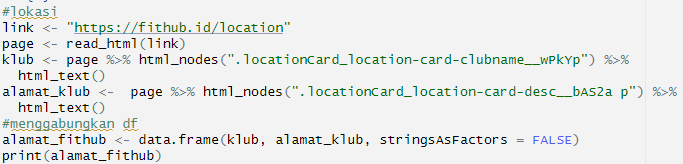 #lokasi
link <- "https://fithub.id/location"
page <- read_html(link)
klub <- page %>% html_nodes(".locationCard_location-card-clubname__wPkYp") %>%
  html_text()
alamat_klub <-  page %>% html_nodes(".locationCard_location-card-desc__bAS2a p") %>%
  html_text()
#menggabungkan df
alamat_fithub <- data.frame(klub, alamat_klub, stringsAsFactors = FALSE)
print(alamat_fithub)